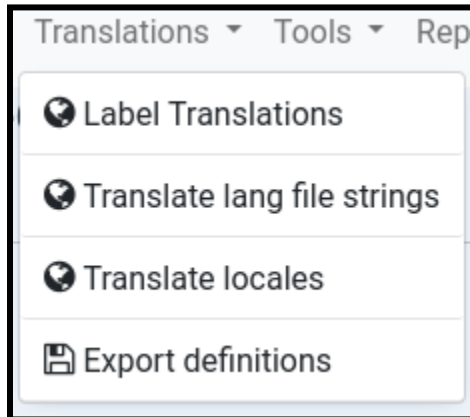 Translations Tools Rep
Label Translations
Translate lang file strings
Translate locales
Export definitions